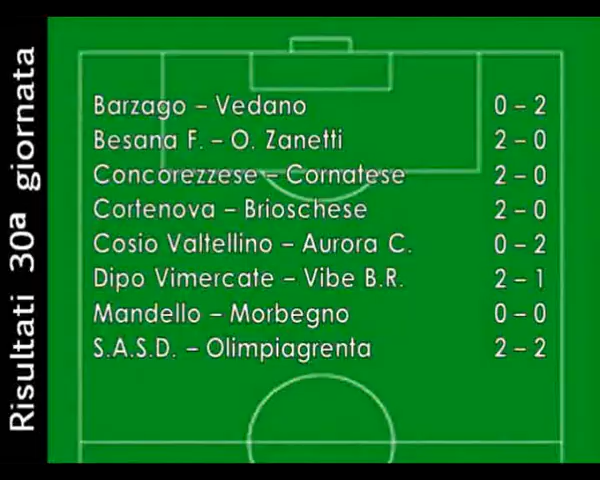 Risultati 30ª giornata
Barzago – Vedano 0 – 2
Besana F. – O. Zanetti 2 – 0
Concorezzese – Cornatese 2 – 0
Cortenova – Brioschese 2 – 0
Cosio Valtellino – Aurora C. 0 – 2
Dipo Vimercate – Vibe B.R. 2 – 1
Mandello – Morbegno 0 – 0
S.A.S.D. – Olimpiagrenta 2 – 2